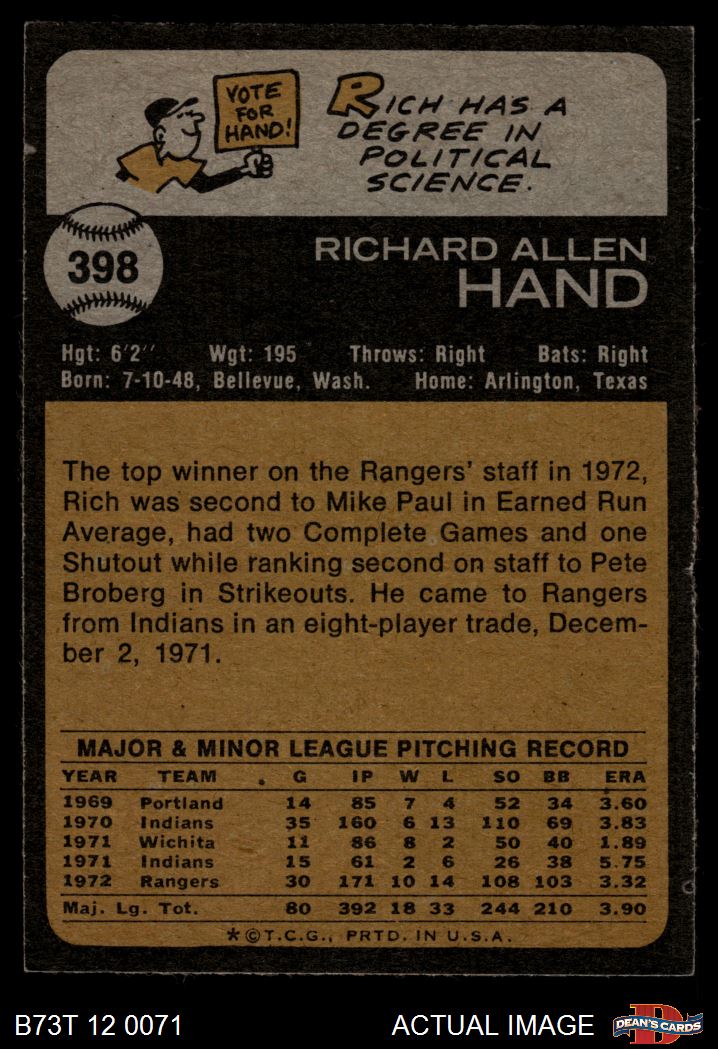 VOTE
FOR
HAND!
RICH HAS A
DEGREE IN
POLITICAL
SCIENCE.
398
RICHARD ALLEN
HAND
Hgt: 6'2" Wgt: 195 Throws: Right Bats: Right
Born: 7-10-48, Bellevue, Wash. Home: Arlington, Texas
The top winner on the Rangers' staff in 1972,
Rich was second to Mike Paul in Earned Run
Average, had two Complete Games and one
Shutout while ranking second on staff to Pete
Broberg in Strikeouts. He came to Rangers
from Indians in an eight-player trade, Decem-
ber 2, 1971.
MAJOR & MINOR LEAGUE PITCHING RECORD
YEAR TEAM G IP W L SO BB ERA
1969 Portland 14 85 7 4 52 34 3.60
1970 Indians 35 160 6 13 110 69 3.83
1971 Wichita 11 86 8 2 50 40 1.89
1971 Indians 15 61 2 6 26 38 5.75
1972 Rangers 30 171 10 14 108 103 3.32
Maj. Lg. Tot. 80 392 18 33 244 210 3.90
*©T.C.G., PRTD. IN U.S.A.
B73T 12 0071 ACTUAL IMAGE DEAN'S CARDS